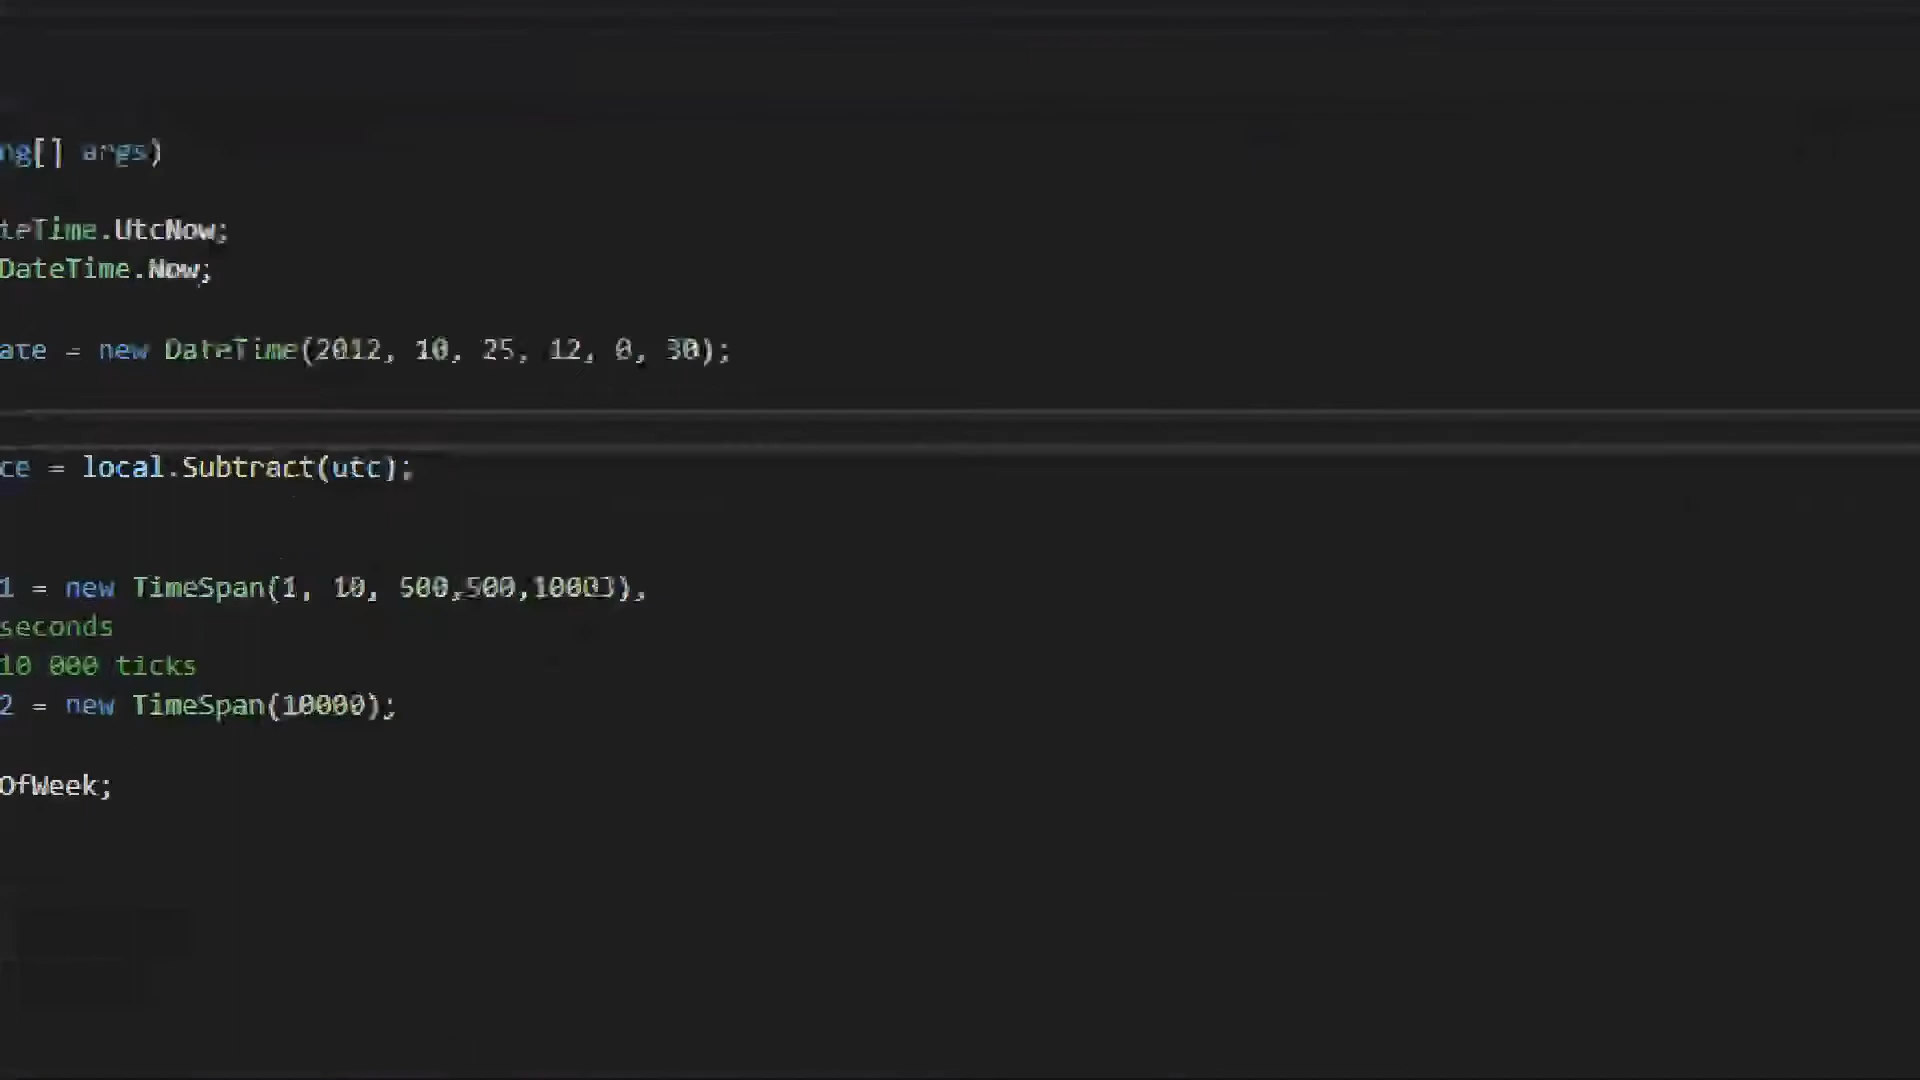 ng[] args)
teTime.UtcNow;
DateTime.Now;
ate = new DateTime(2012, 10, 25, 12, 0, 30);
ce = local.Subtract(utc);
1 = new TimeSpan(1, 10, 500,500,10000),
seconds
10 000 ticks
2 = new TimeSpan(10000);
OfWeek;